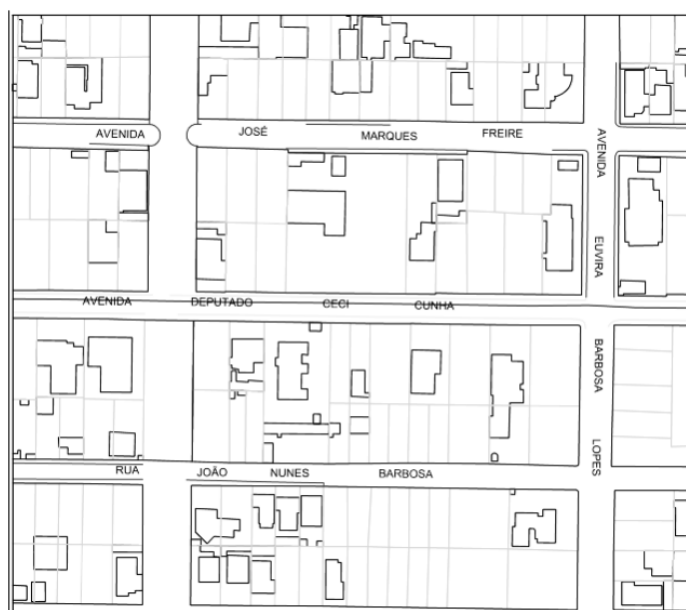 AVENIDA JOSÉ MARQUES FREIRE
AVENIDA EUVIRA BARBOSA LOPES
AVENIDA DEPUTADO CECI CUNHA
RUA JOÃO NUNES BARBOSA